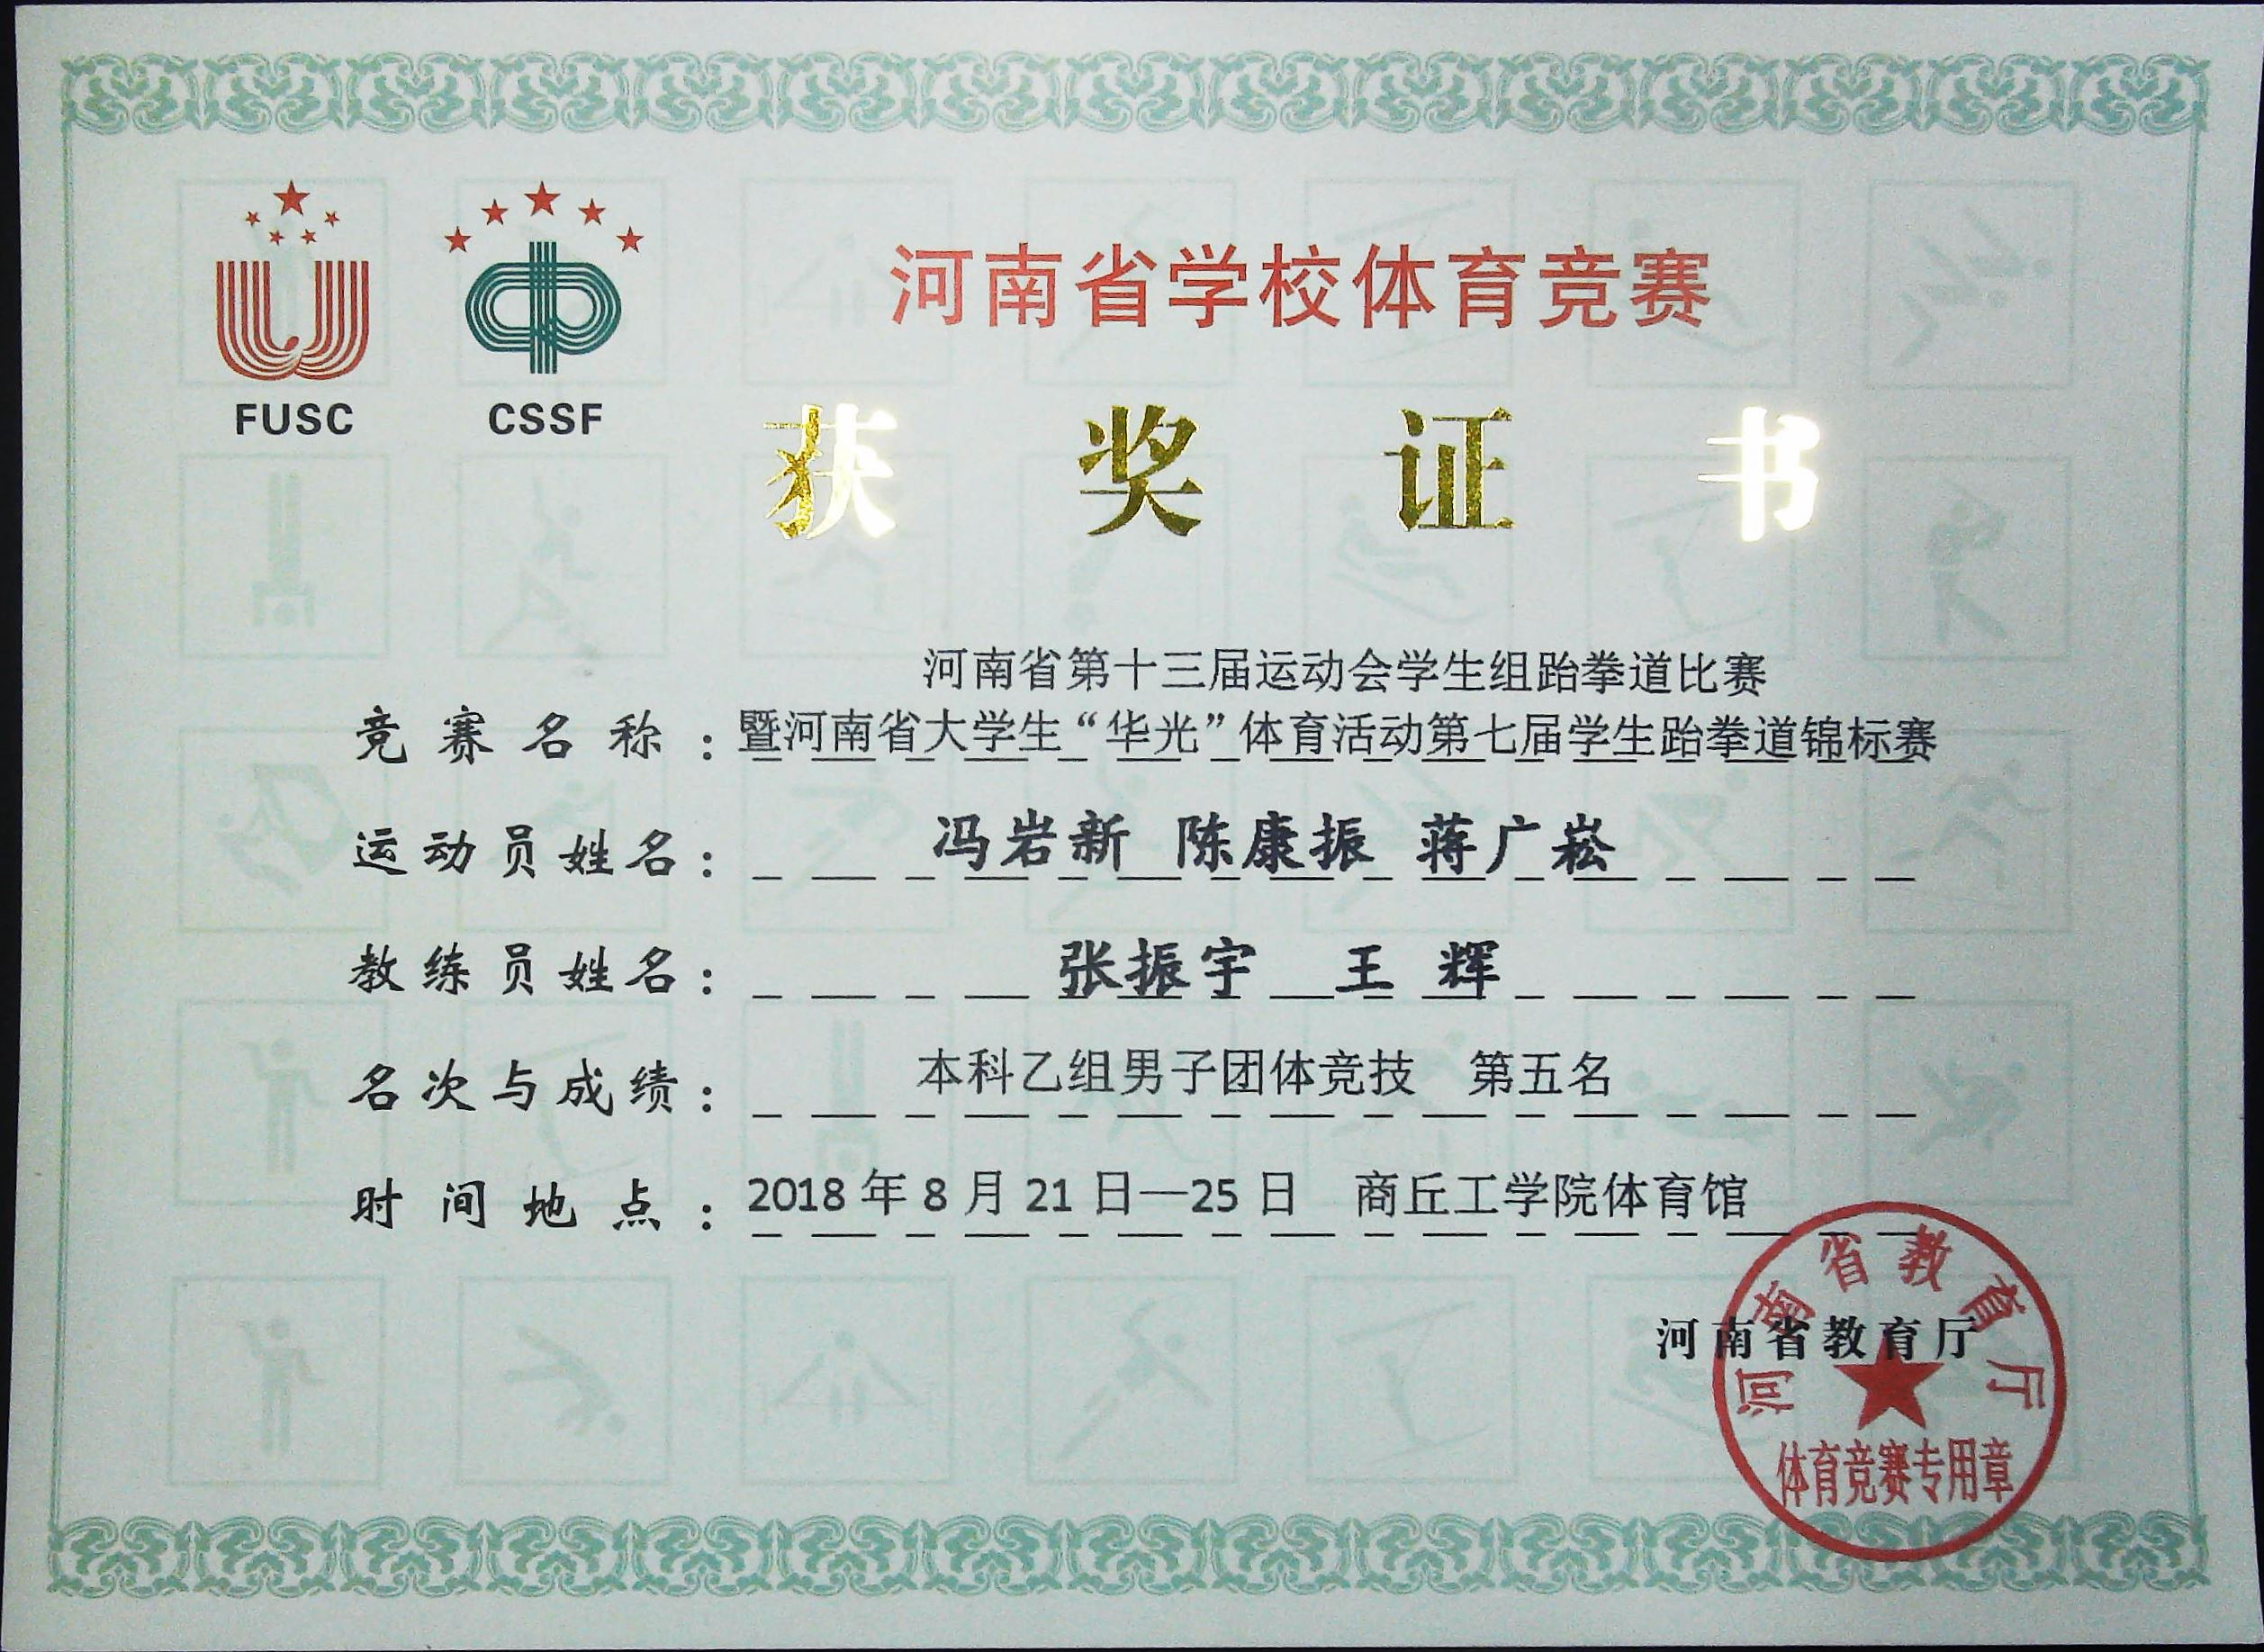 河南省学校体育竞赛
FUSC
CSSF
获奖证书
河南省第十三届运动会学生组跆拳道比赛
竞赛名称：暨河南省大学生“华光”体育活动第七届学生跆拳道锦标赛
运动员姓名：冯岩新 陈康振 蒋广崧
教练员姓名：张振宇 王 辉
名次与成绩：本科乙组男子团体竞技 第五名
时间地点：2018年8月21日—25日 商丘工学院体育馆
河南省教育厅
河南省教育厅
体育竞赛专用章